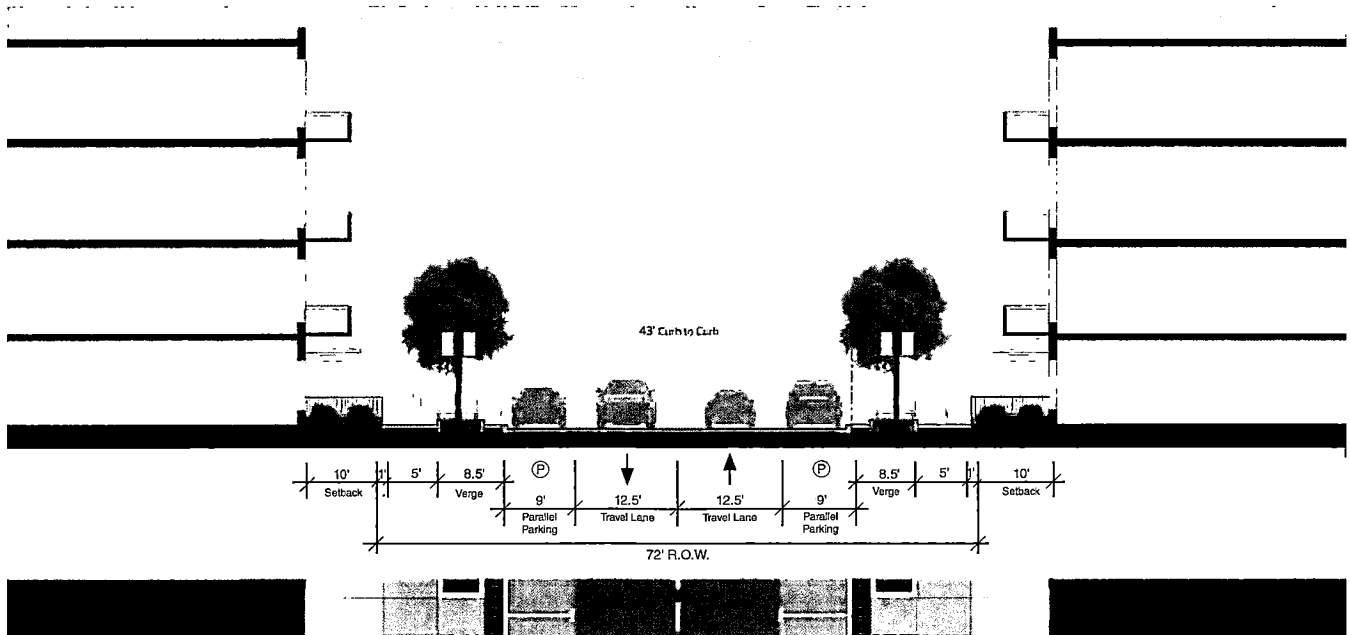 43' Curb to Curb
10' 1' 5' 8.5' P P 8.5' 5' 1' 10'
Setback Verge Verge Setback
9' 12.5' 12.5' 9'
Parallel Travel Lane Travel Lane Parallel
Parking Parking
72' R.O.W.